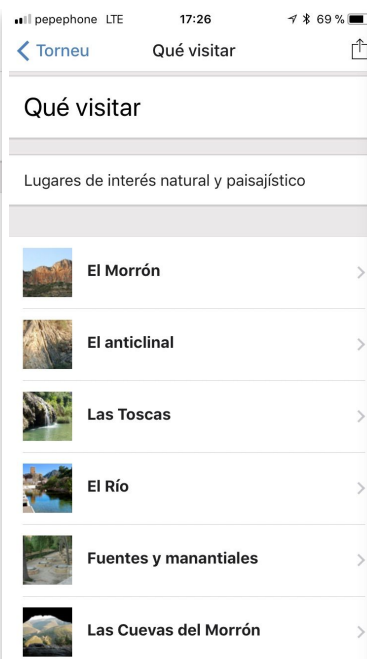 pepephone LTE 17:26 69 %
Torneu Qué visitar
Qué visitar
Lugares de interés natural y paisajístico
El Morrón
El anticlinal
Las Toscas
El Río
Fuentes y manantiales
Las Cuevas del Morrón